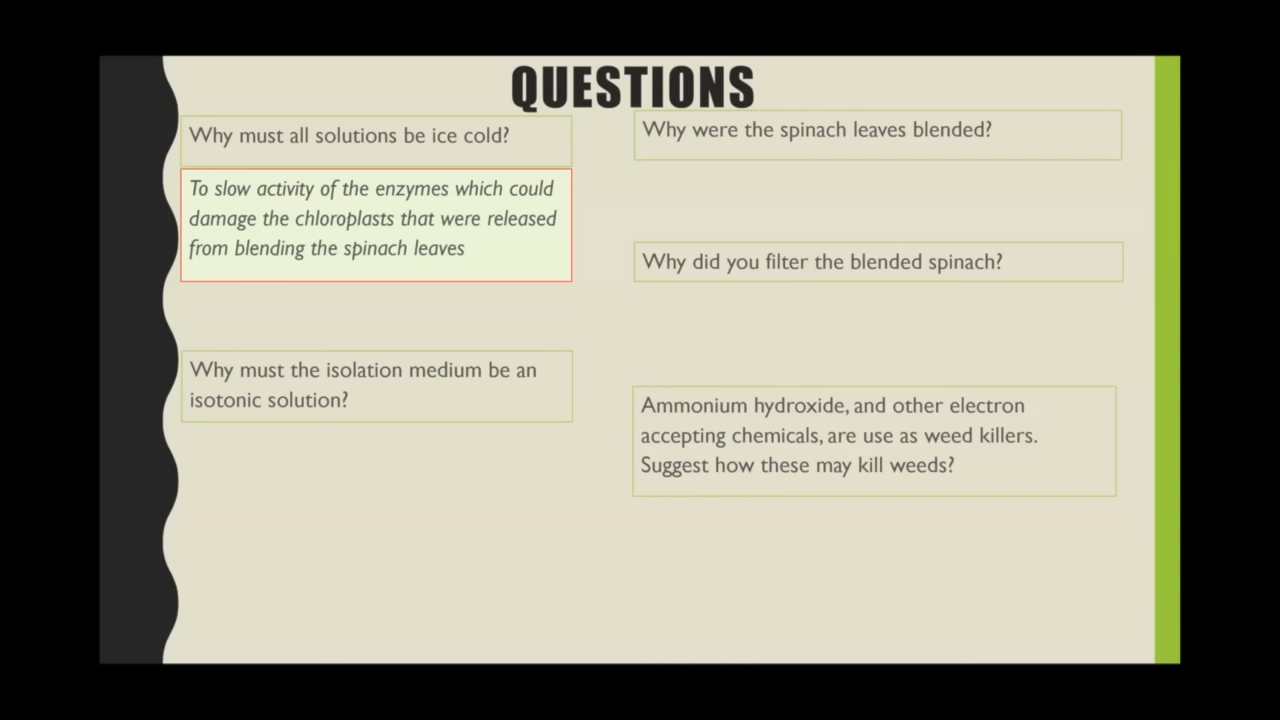 QUESTIONS
Why must all solutions be ice cold?
To slow activity of the enzymes which could
damage the chloroplasts that were released
from blending the spinach leaves
Why must the isolation medium be an
isotonic solution?
Why were the spinach leaves blended?
Why did you filter the blended spinach?
Ammonium hydroxide, and other electron
accepting chemicals, are use as weed killers.
Suggest how these may kill weeds?